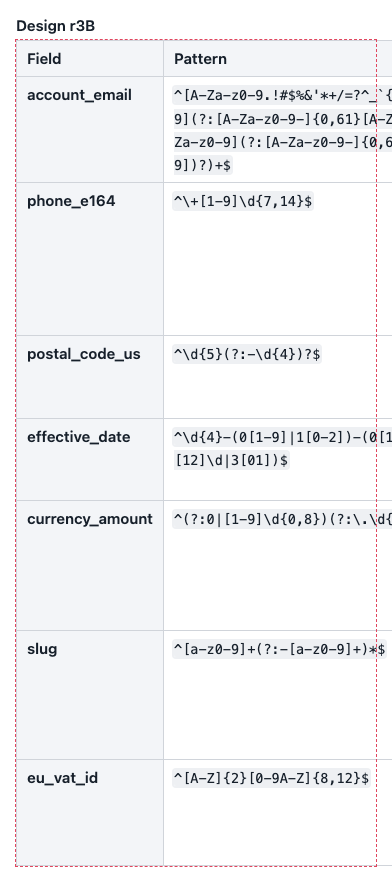 Design r3B
Field Pattern
account_email ^[A-Za-z0-9.!#$%&'*+/=?^_`{
9](?:[A-Za-z0-9-]{0,61}[A-Z
Za-z0-9](?:[A-Za-z0-9-]{0,6
9])?)+$
phone_e164 ^\+[1-9]\d{7,14}$
postal_code_us ^\d{5}(?:-\d{4})?$
effective_date ^\d{4}-(0[1-9]|1[0-2])-(0[1
[12]\d|3[01])$
currency_amount ^(?:0|[1-9]\d{0,8})(?:\.\d{
slug ^[a-z0-9]+(?:-[a-z0-9]+)*$
eu_vat_id ^[A-Z]{2}[0-9A-Z]{8,12}$